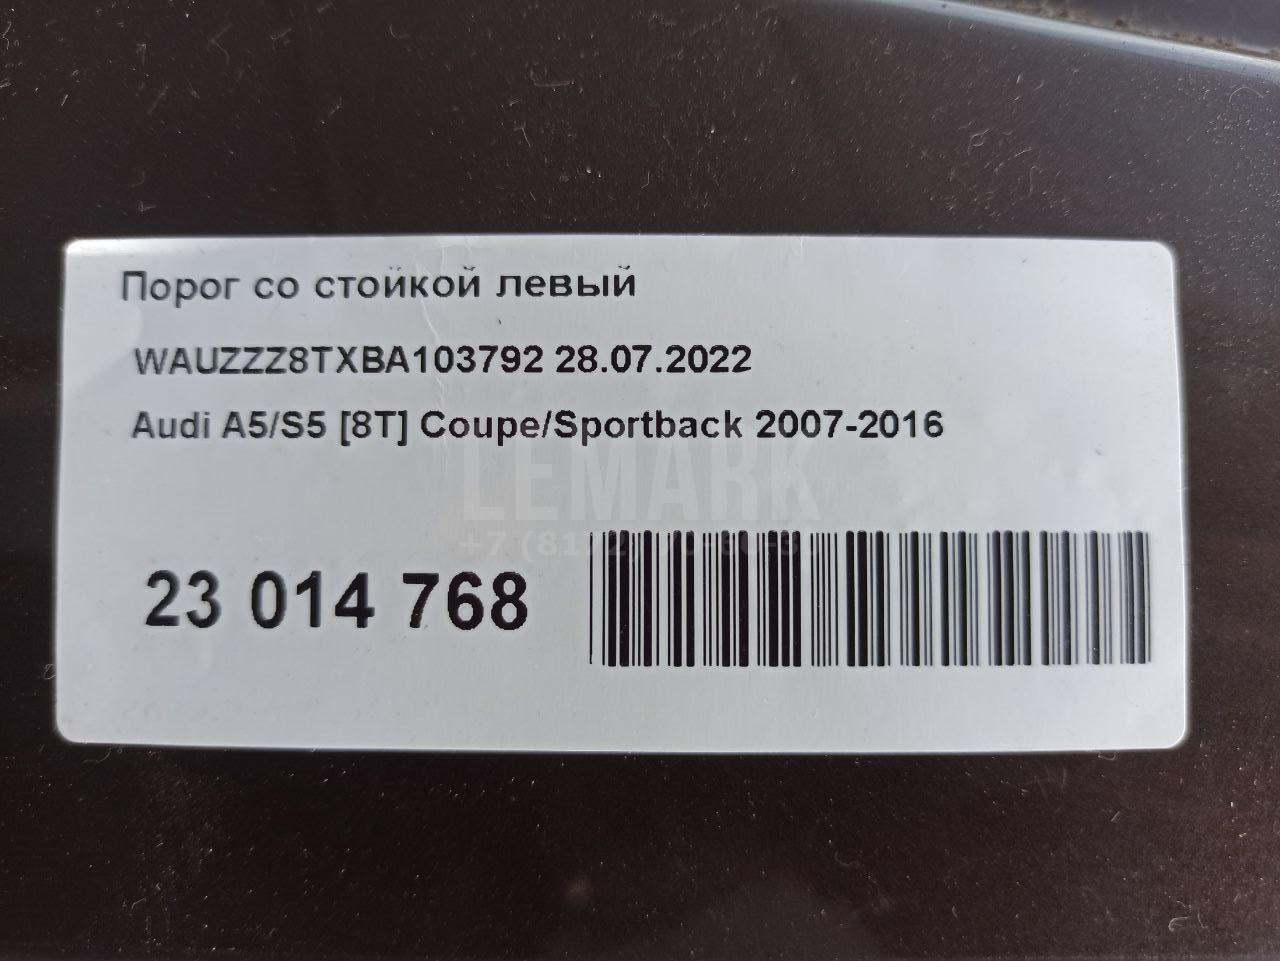 Порог со стойкой левый
WAUZZZ8TXBA103792 28.07.2022
Audi A5/S5 [8T] Coupe/Sportback 2007-2016
LEMARK
23 014 768